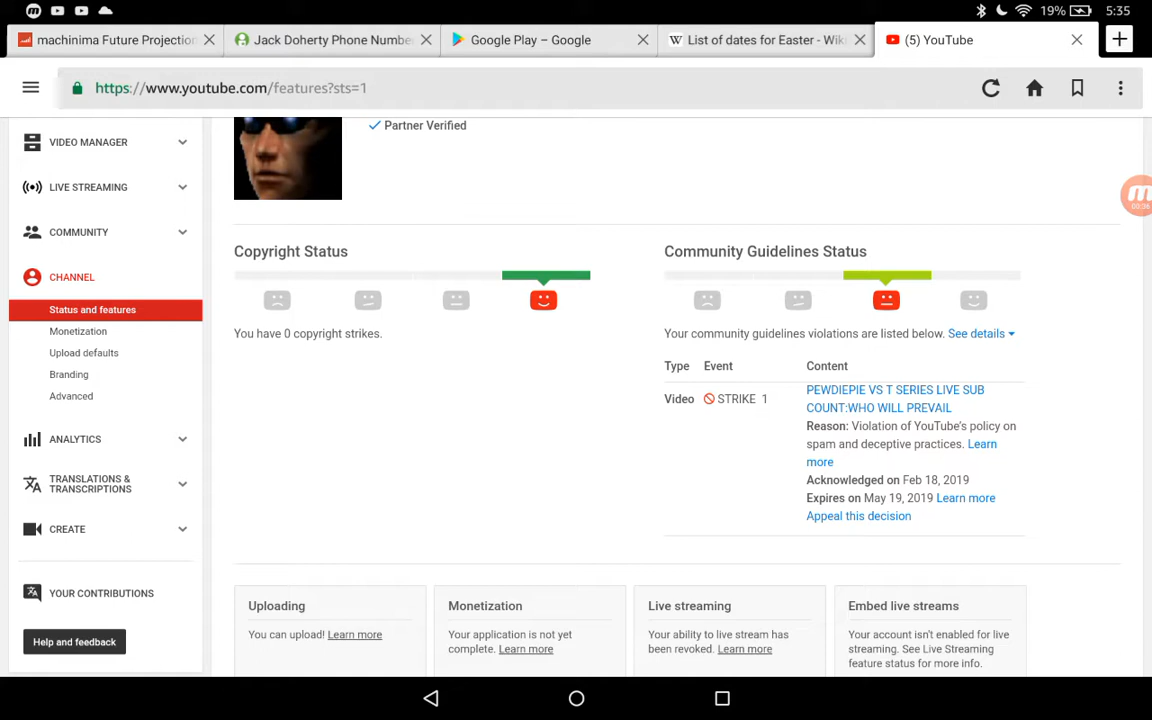 19% 5:35
machinima Future Projection
Jack Doherty Phone Number
Google Play – Google
List of dates for Easter - Wiki
(5) YouTube
https://www.youtube.com/features?sts=1
VIDEO MANAGER
LIVE STREAMING
COMMUNITY
CHANNEL
Status and features
Monetization
Upload defaults
Branding
Advanced
ANALYTICS
TRANSLATIONS &
TRANSCRIPTIONS
CREATE
YOUR CONTRIBUTIONS
Help and feedback
Partner Verified
Copyright Status
You have 0 copyright strikes.
Community Guidelines Status
Your community guidelines violations are listed below. See details
Type Event Content
Video STRIKE 1
PEWDIEPIE VS T SERIES LIVE SUB
COUNT:WHO WILL PREVAIL
Reason: Violation of YouTube's policy on
spam and deceptive practices. Learn
more
Acknowledged on Feb 18, 2019
Expires on May 19, 2019 Learn more
Appeal this decision
Uploading
You can upload! Learn more
Monetization
Your application is not yet
complete. Learn more
Live streaming
Your ability to live stream has
been revoked. Learn more
Embed live streams
Your account isn't enabled for live
streaming. See Live Streaming
feature status for more info.